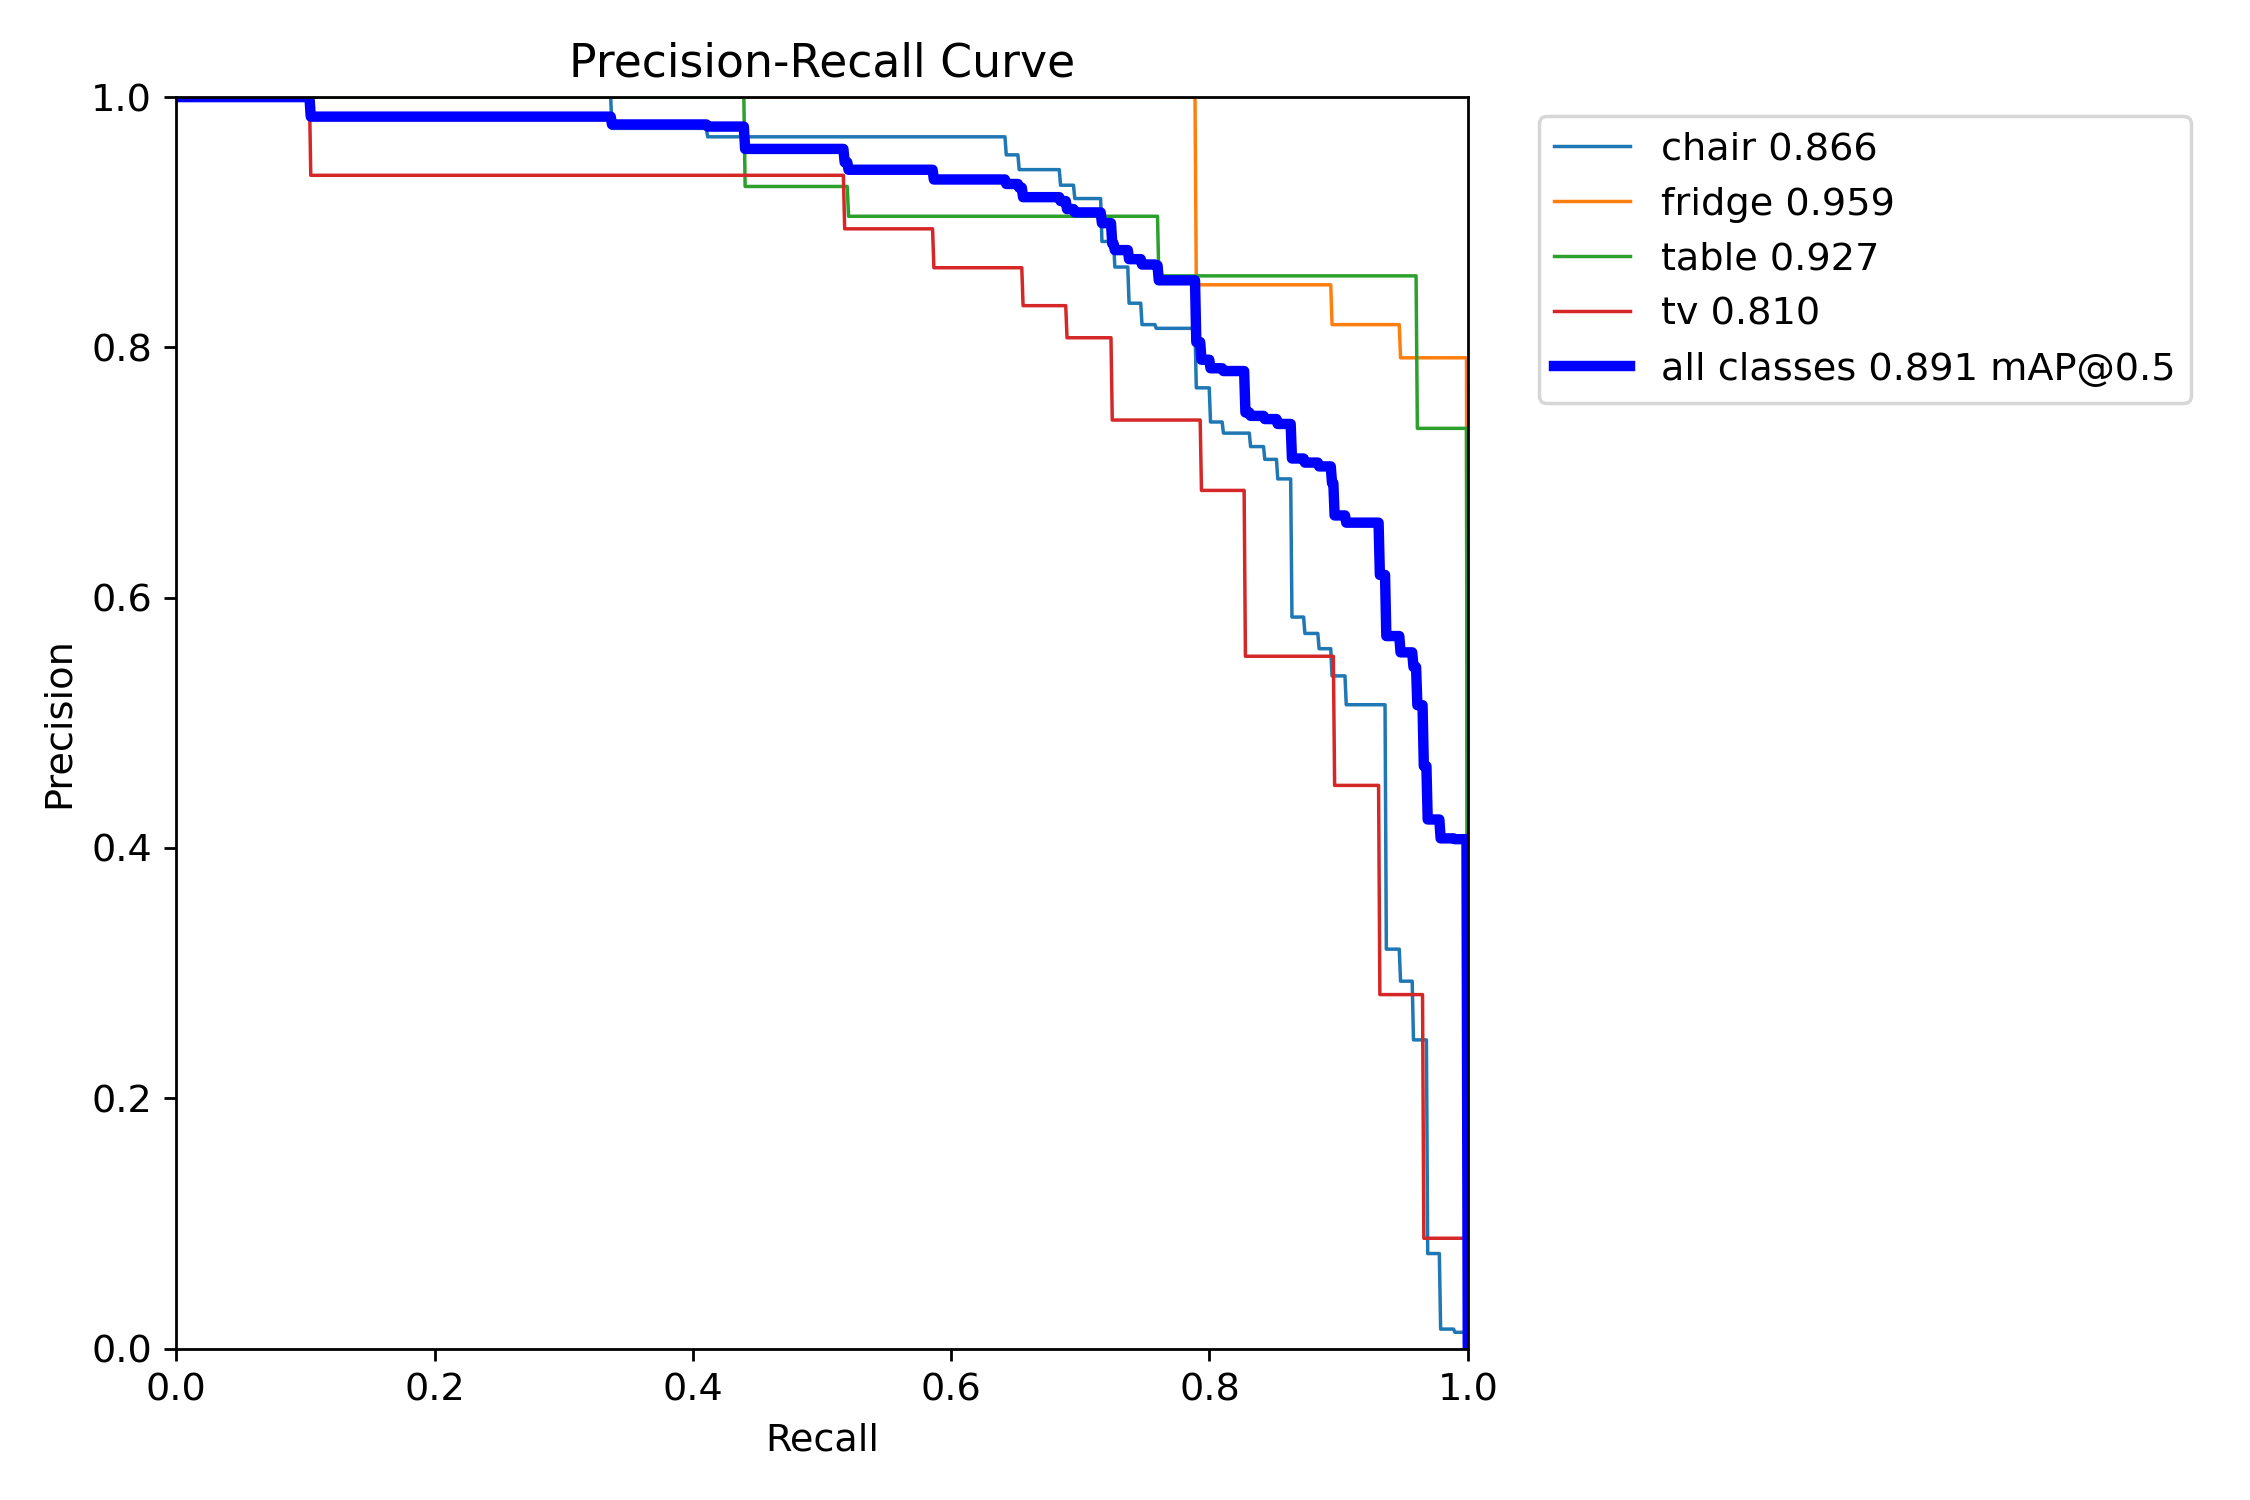 Precision-Recall Curve
1.0
0.8
0.6
0.4
0.2
0.0
Precision
0.0 0.2 0.4 0.6 0.8 1.0
Recall
chair 0.866
fridge 0.959
table 0.927
tv 0.810
all classes 0.891 mAP@0.5